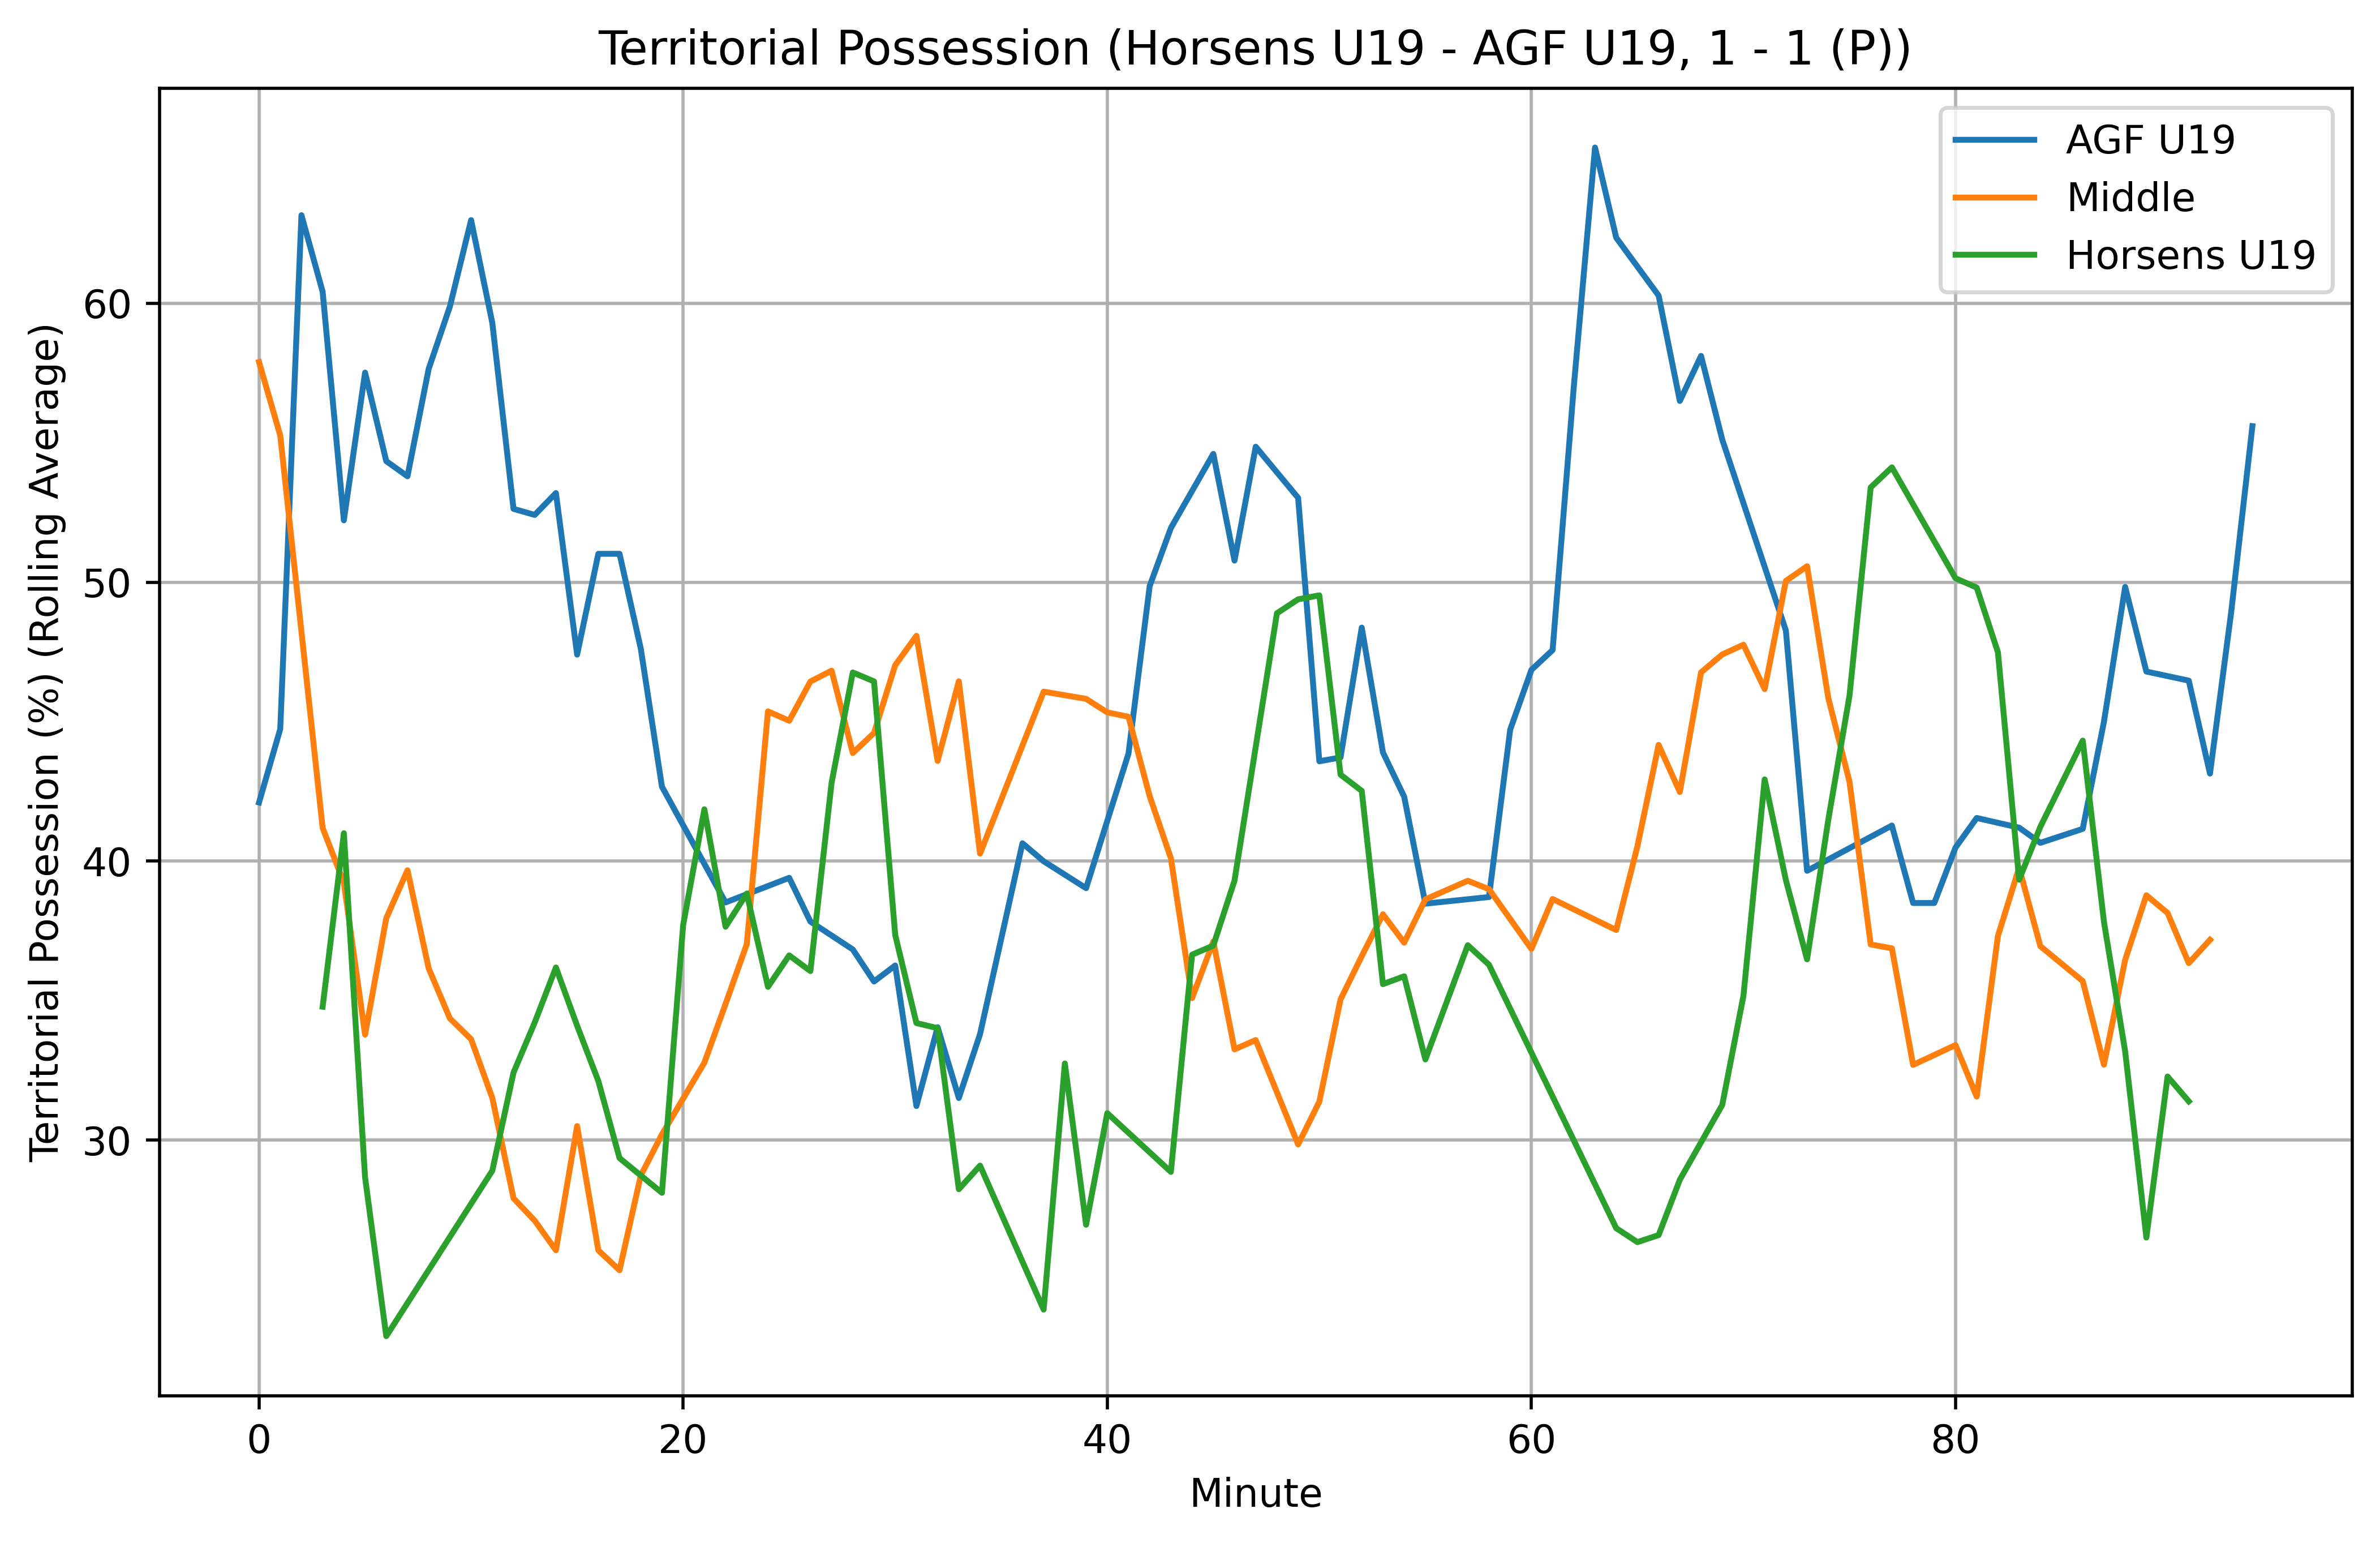 Territorial Possession (Horsens U19 - AGF U19, 1 - 1 (P))
AGF U19
Middle
Horsens U19
Territorial Possession (%) (Rolling Average)
60
50
40
30
0 20 40 60 80
Minute